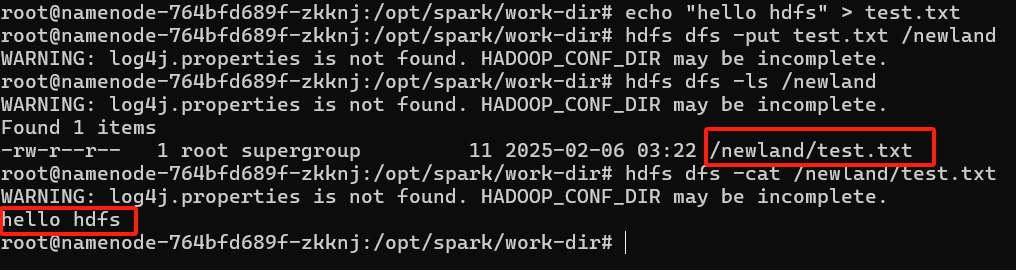 root@namenode-764bfd689f-zkknj:/opt/spark/work-dir# echo "hello hdfs" > test.txt
root@namenode-764bfd689f-zkknj:/opt/spark/work-dir# hdfs dfs -put test.txt /newland
WARNING: log4j.properties is not found. HADOOP_CONF_DIR may be incomplete.
root@namenode-764bfd689f-zkknj:/opt/spark/work-dir# hdfs dfs -ls /newland
WARNING: log4j.properties is not found. HADOOP_CONF_DIR may be incomplete.
Found 1 items
-rw-r--r--   1 root supergroup         11 2025-02-06 03:22 /newland/test.txt
root@namenode-764bfd689f-zkknj:/opt/spark/work-dir# hdfs dfs -cat /newland/test.txt
WARNING: log4j.properties is not found. HADOOP_CONF_DIR may be incomplete.
hello hdfs
root@namenode-764bfd689f-zkknj:/opt/spark/work-dir#